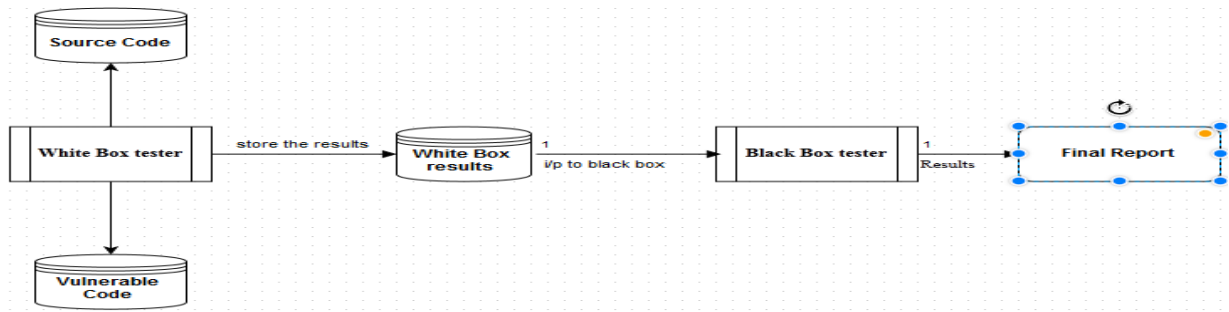 Source Code
White Box tester
store the results
White Box
results
1
i/p to black box
Black Box tester
1
Results
Final Report
Vulnerable
Code